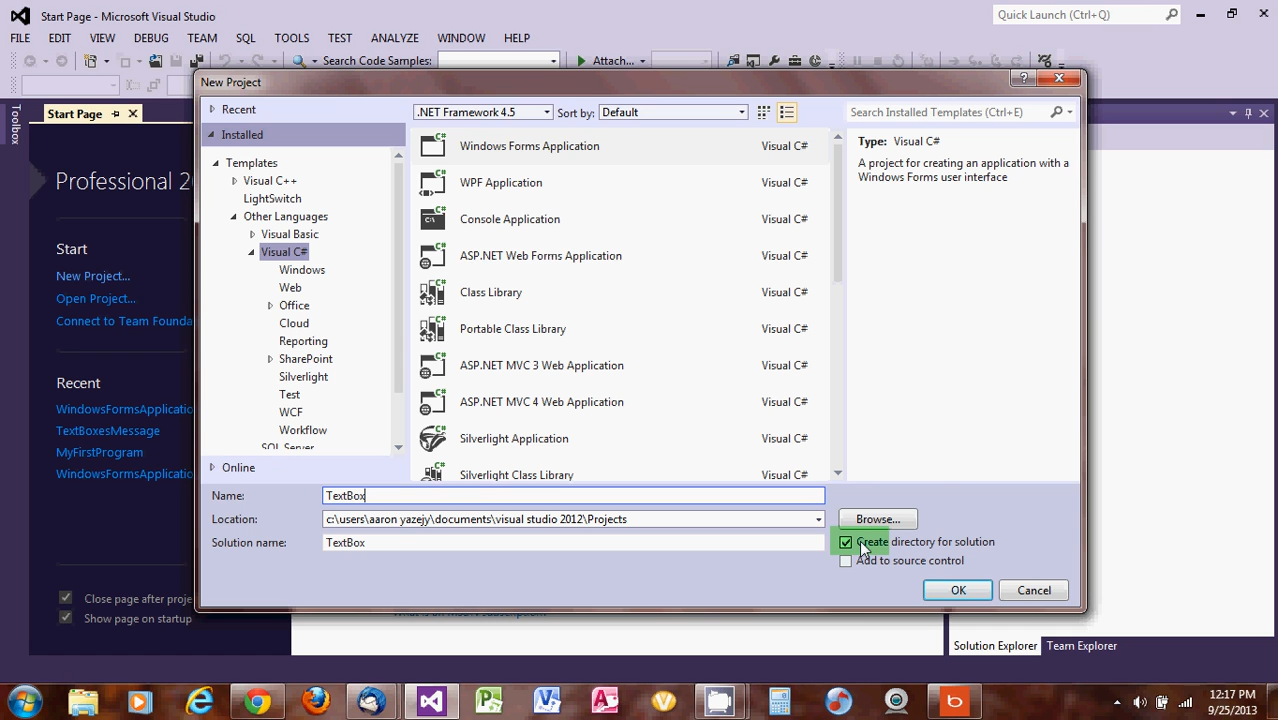 Start Page - Microsoft Visual Studio
Quick Launch (Ctrl+Q)
FILE EDIT VIEW DEBUG TEAM SQL TOOLS TEST ANALYZE WINDOW HELP
Search Code Samples:
Attach...
New Project
Toolbox
Start Page
Professional 20
Start
New Project...
Open Project...
Connect to Team Founda
Recent
WindowsFormsApplicatio
TextBoxesMessage
MyFirstProgram
WindowsFormsApplicatio
Close page after proje
Show page on startup
Recent
Installed
Templates
Visual C++
LightSwitch
Other Languages
Visual Basic
Visual C#
Windows
Web
Office
Cloud
Reporting
SharePoint
Silverlight
Test
WCF
Workflow
SQL Server
Online
.NET Framework 4.5
Sort by: Default
Search Installed Templates (Ctrl+E)
Windows Forms Application Visual C#
WPF Application Visual C#
Console Application Visual C#
ASP.NET Web Forms Application Visual C#
Class Library Visual C#
Portable Class Library Visual C#
ASP.NET MVC 3 Web Application Visual C#
ASP.NET MVC 4 Web Application Visual C#
Silverlight Application Visual C#
Silverlight Class Library Visual C#
Type: Visual C#
A project for creating an application with a
Windows Forms user interface
Name: TextBox
Location: c:\users\aaron yazejy\documents\visual studio 2012\Projects
Browse...
Solution name: TextBox
Create directory for solution
Add to source control
OK Cancel
Solution Explorer Team Explorer
12:17 PM
9/25/2013